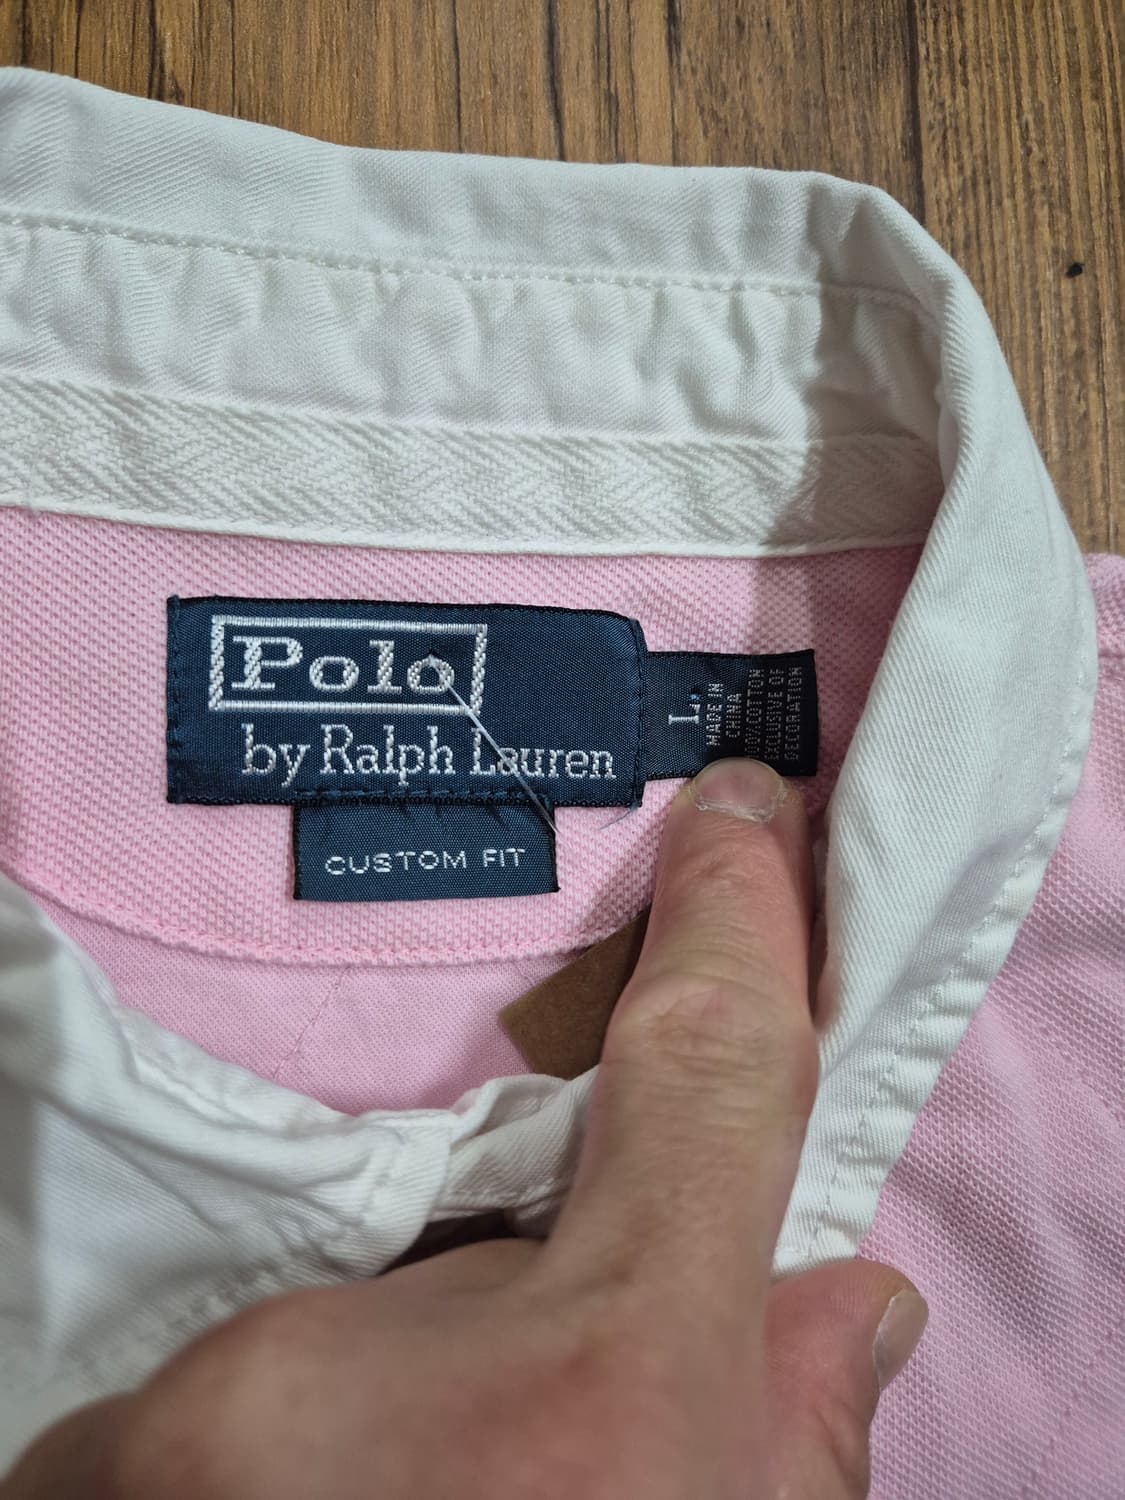 Polo
by Ralph Lauren
CUSTOM FIT
L
MADE IN
CHINA
100%COTTON
EXCLUSIVE OF
DECORATION